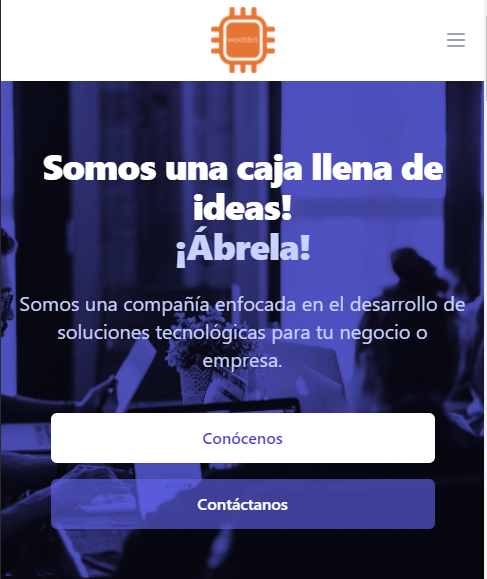 wootbit
Somos una caja llena de
ideas!
¡Ábrela!
Somos una compañía enfocada en el desarrollo de
soluciones tecnológicas para tu negocio o
empresa.
Conócenos
Contáctanos